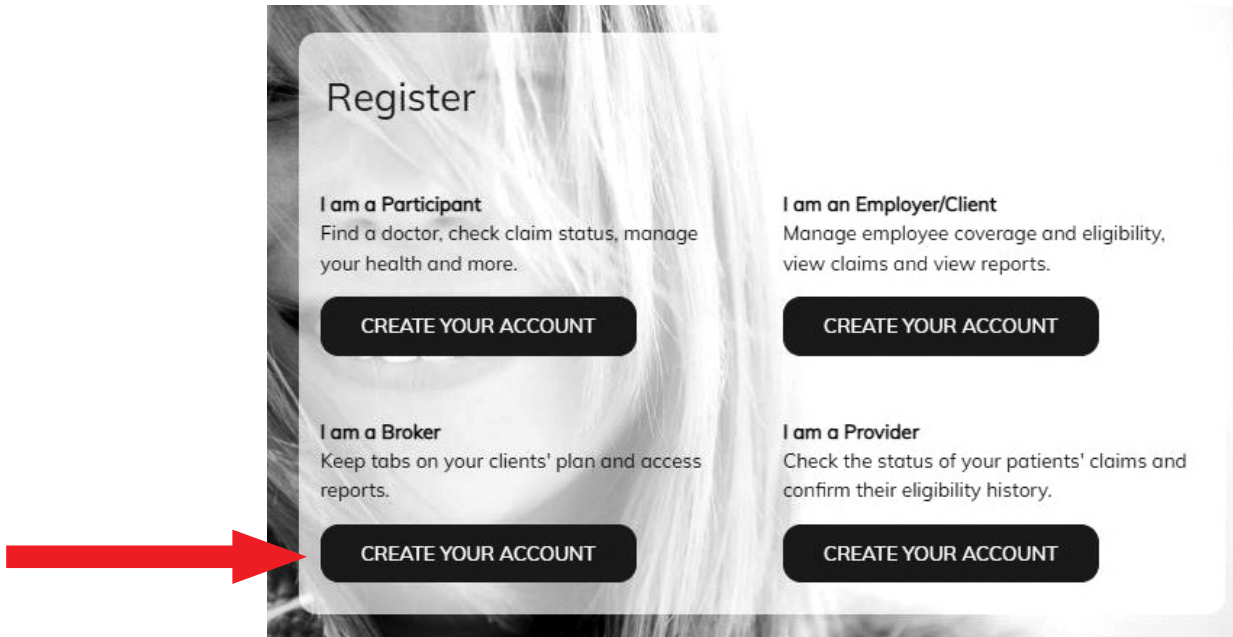 Register
I am a Participant
Find a doctor, check claim status, manage
your health and more.
CREATE YOUR ACCOUNT
I am an Employer/Client
Manage employee coverage and eligibility,
view claims and view reports.
CREATE YOUR ACCOUNT
I am a Broker
Keep tabs on your clients' plan and access
reports.
CREATE YOUR ACCOUNT
I am a Provider
Check the status of your patients' claims and
confirm their eligibility history.
CREATE YOUR ACCOUNT